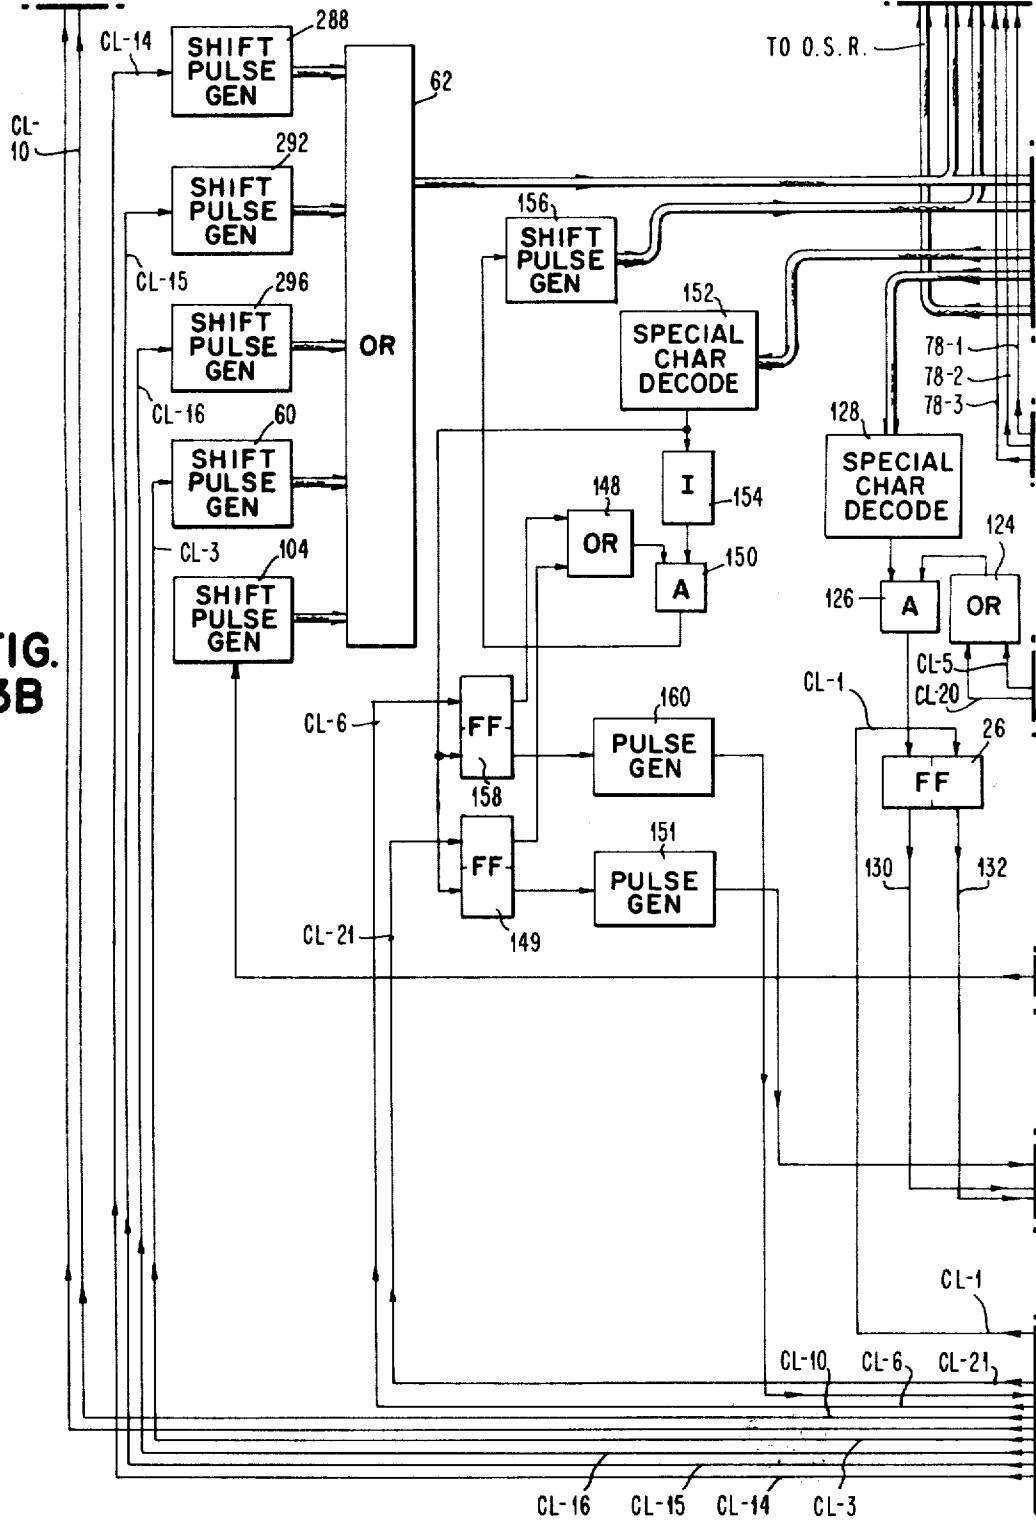 CL-14
SHIFT
PULSE
GEN
288
62
TO O.S.R.
CL-
10
SHIFT
PULSE
GEN
292
CL-15
156
SHIFT
PULSE
GEN
SHIFT
PULSE
GEN
296
CL-16
OR
152
SPECIAL
CHAR
DECODE
78-1
78-2
78-3
SHIFT
PULSE
GEN
60
CL-3
128
SPECIAL
CHAR
DECODE
I
154
148
OR
SHIFT
PULSE
GEN
104
A
150
126
A
124
OR
CL-5
CL-20
FIG.
3B
CL-6
FF
158
160
PULSE
GEN
CL-1
26
FF
FF
149
151
PULSE
GEN
130
132
CL-21
CL-1
CL-10
CL-6
CL-21
CL-16
CL-15
CL-14
CL-3